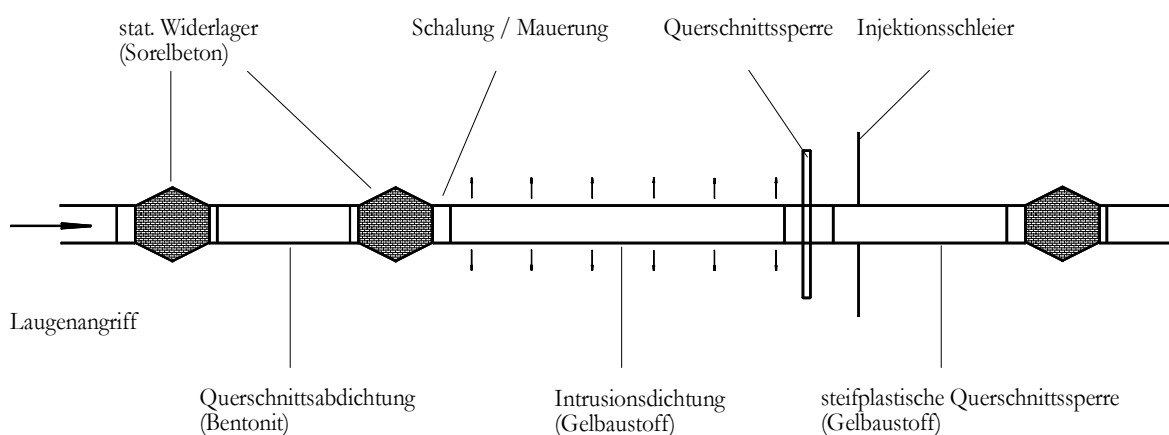 stat. Widerlager
(Sorelbeton)
Schalung / Mauerung
Querschnittssperre
Injektionsschleier
Laugenangriff
Querschnittsabdichtung
(Bentonit)
Intrusionsdichtung
(Gelbaustoff)
steifplastische Querschnittssperre
(Gelbaustoff)